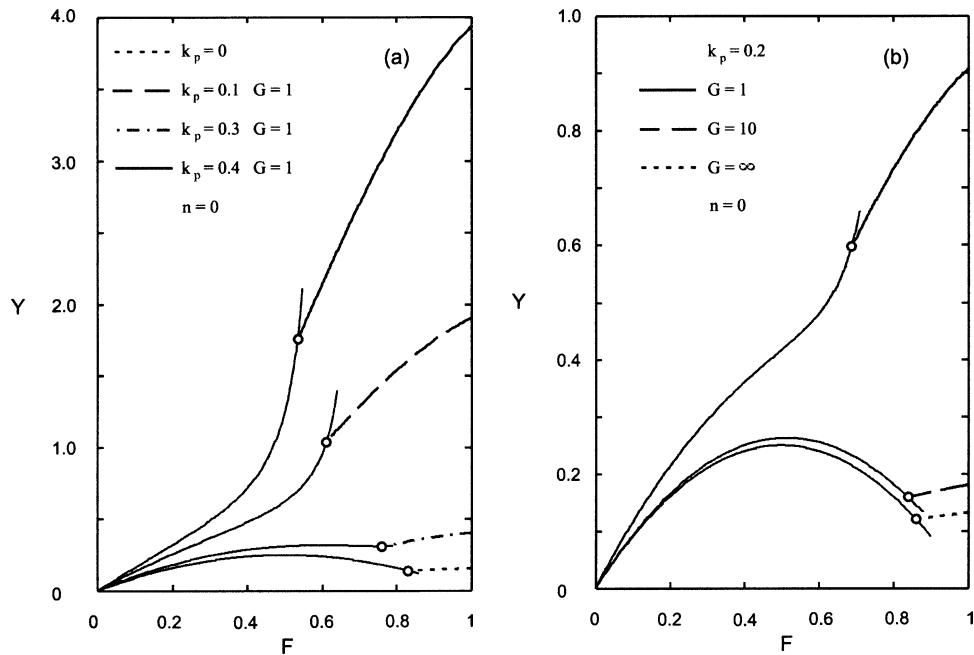 Y
4.0
3.0
2.0
1.0
0
(a)
k p = 0
k p = 0.1 G = 1
k p = 0.3 G = 1
k p = 0.4 G = 1
n = 0
0 0.2 0.4 0.6 0.8 1
F
Y
1.0
0.8
0.6
0.4
0.2
0
(b)
k p = 0.2
G = 1
G = 10
G = ∞
n = 0
0 0.2 0.4 0.6 0.8 1
F